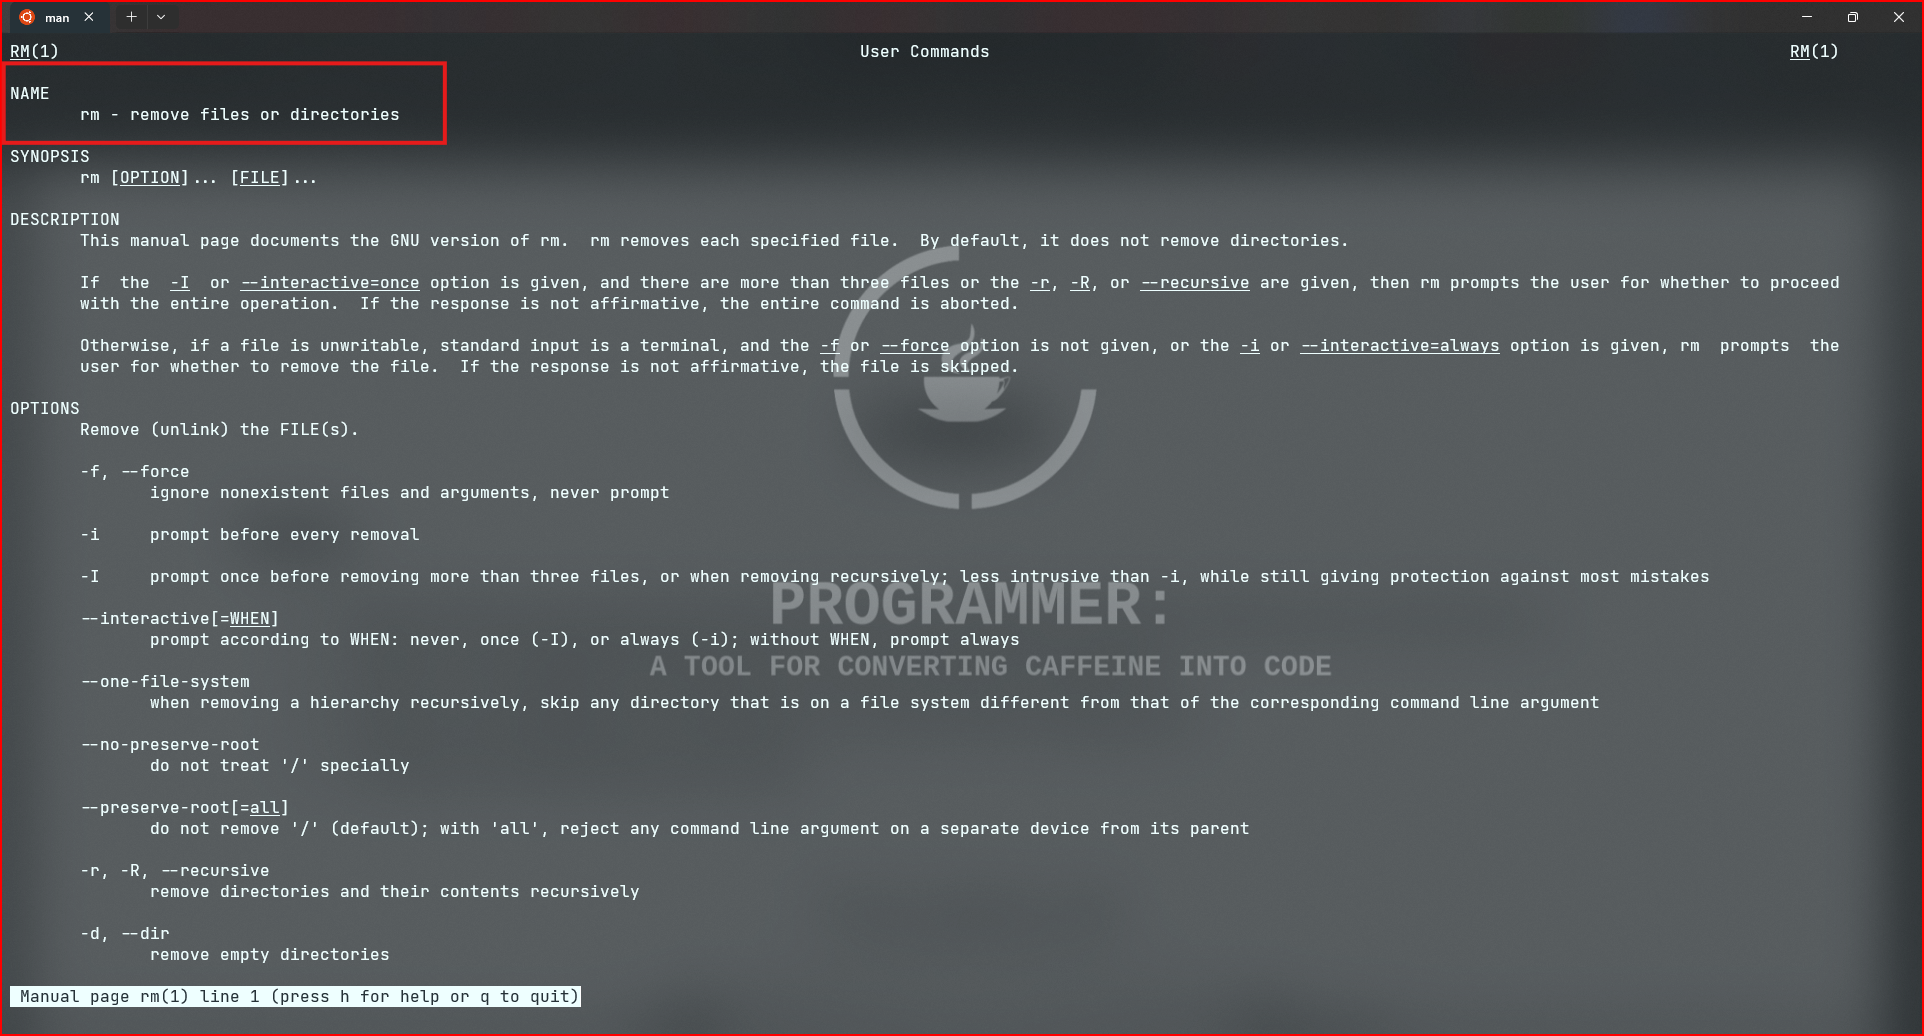 man
RM(1) User Commands RM(1)
NAME
rm - remove files or directories
SYNOPSIS
rm [OPTION]... [FILE]...
DESCRIPTION
This manual page documents the GNU version of rm. rm removes each specified file. By default, it does not remove directories.
If the -I or --interactive=once option is given, and there are more than three files or the -r, -R, or --recursive are given, then rm prompts the user for whether to proceed
with the entire operation. If the response is not affirmative, the entire command is aborted.
Otherwise, if a file is unwritable, standard input is a terminal, and the -f or --force option is not given, or the -i or --interactive=always option is given, rm prompts the
user for whether to remove the file. If the response is not affirmative, the file is skipped.
OPTIONS
Remove (unlink) the FILE(s).
-f, --force
ignore nonexistent files and arguments, never prompt
-i prompt before every removal
-I prompt once before removing more than three files, or when removing recursively; less intrusive than -i, while still giving protection against most mistakes
PROGRAMMER:
--interactive[=WHEN]
prompt according to WHEN: never, once (-I), or always (-i); without WHEN, prompt always
A TOOL FOR CONVERTING CAFFEINE INTO CODE
--one-file-system
when removing a hierarchy recursively, skip any directory that is on a file system different from that of the corresponding command line argument
--no-preserve-root
do not treat '/' specially
--preserve-root[=all]
do not remove '/' (default); with 'all', reject any command line argument on a separate device from its parent
-r, -R, --recursive
remove directories and their contents recursively
-d, --dir
remove empty directories
Manual page rm(1) line 1 (press h for help or q to quit)